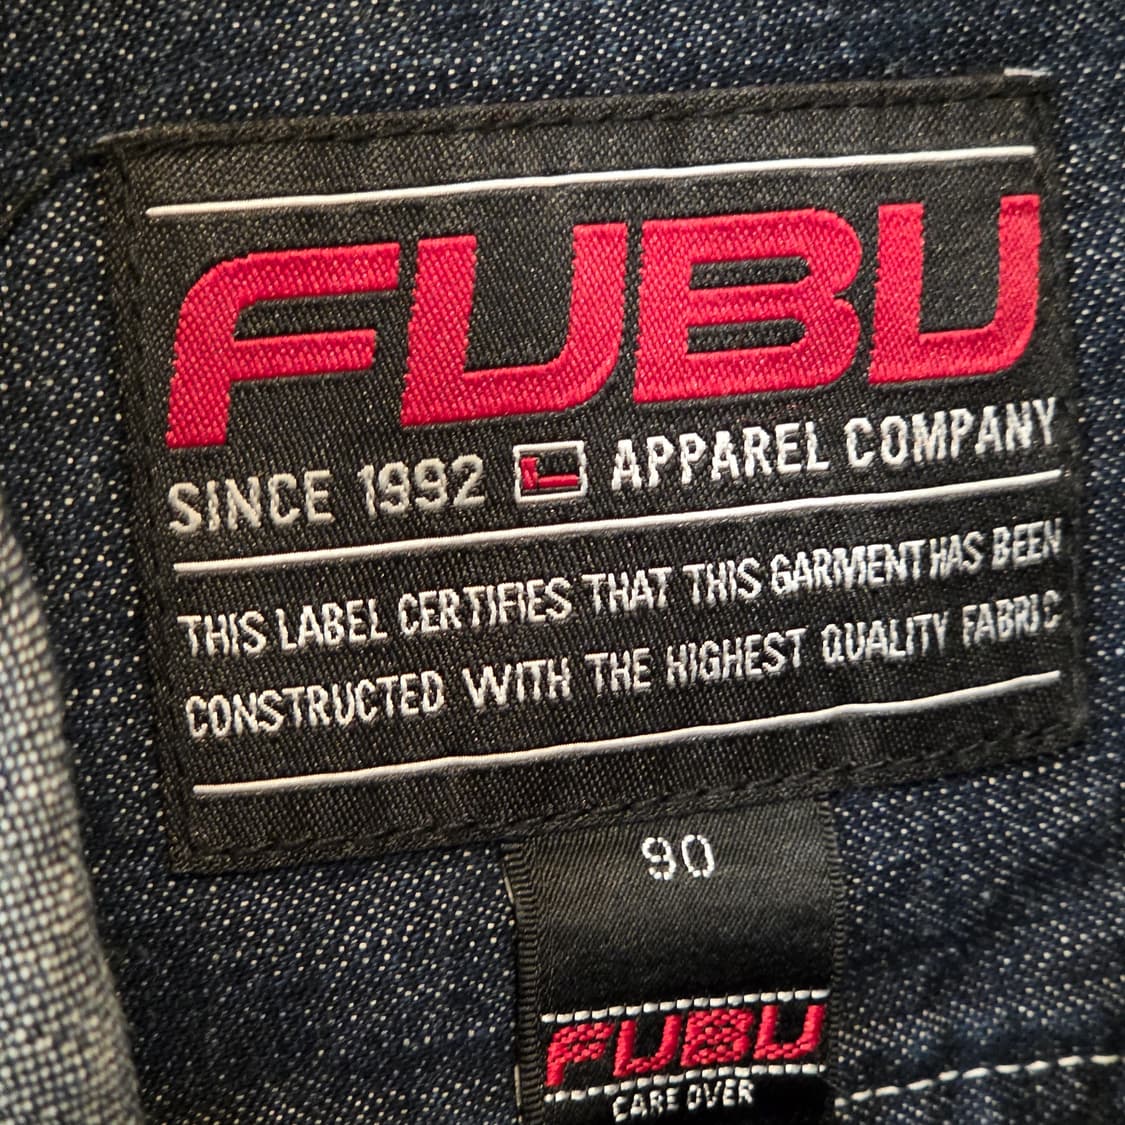 FUBU
SINCE 1992 APPAREL COMPANY
THIS LABEL CERTIFIES THAT THIS GARMENT HAS BEEN
CONSTRUCTED WITH THE HIGHEST QUALITY FABRIC
90
FUBU
CARE OVER